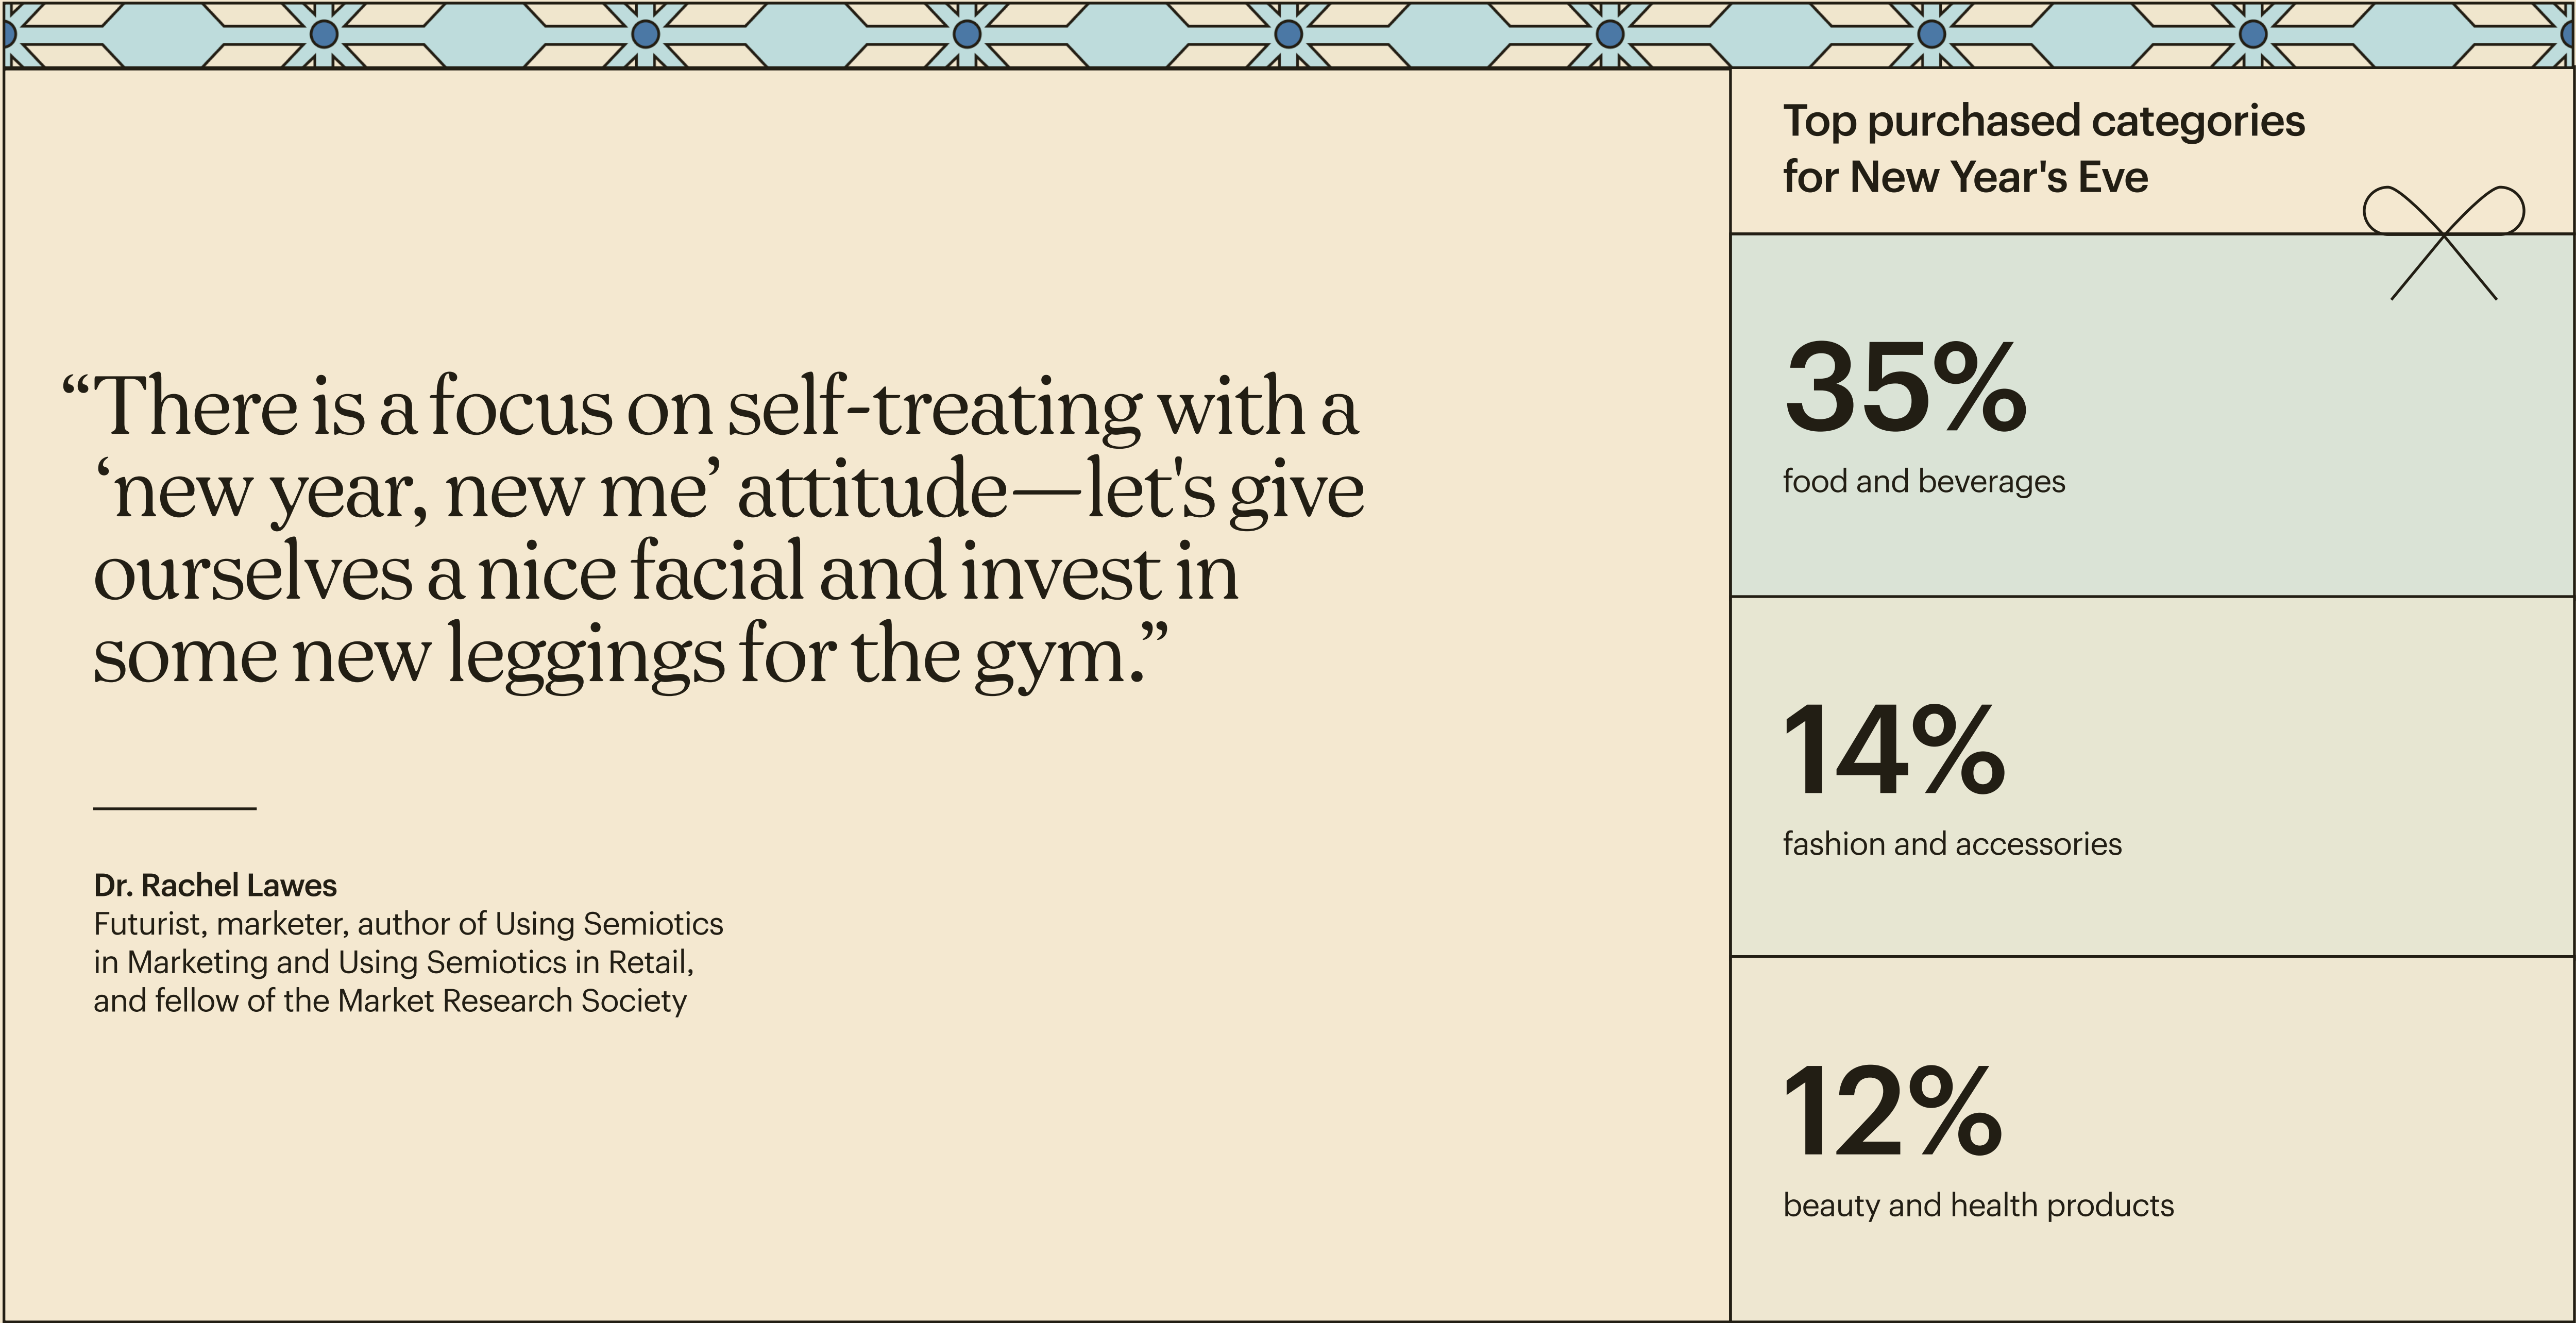 “There is a focus on self-treating with a
‘new year, new me’ attitude—let's give
ourselves a nice facial and invest in
some new leggings for the gym.”
Dr. Rachel Lawes
Futurist, marketer, author of Using Semiotics
in Marketing and Using Semiotics in Retail,
and fellow of the Market Research Society
Top purchased categories
for New Year's Eve
35%
food and beverages
14%
fashion and accessories
12%
beauty and health products